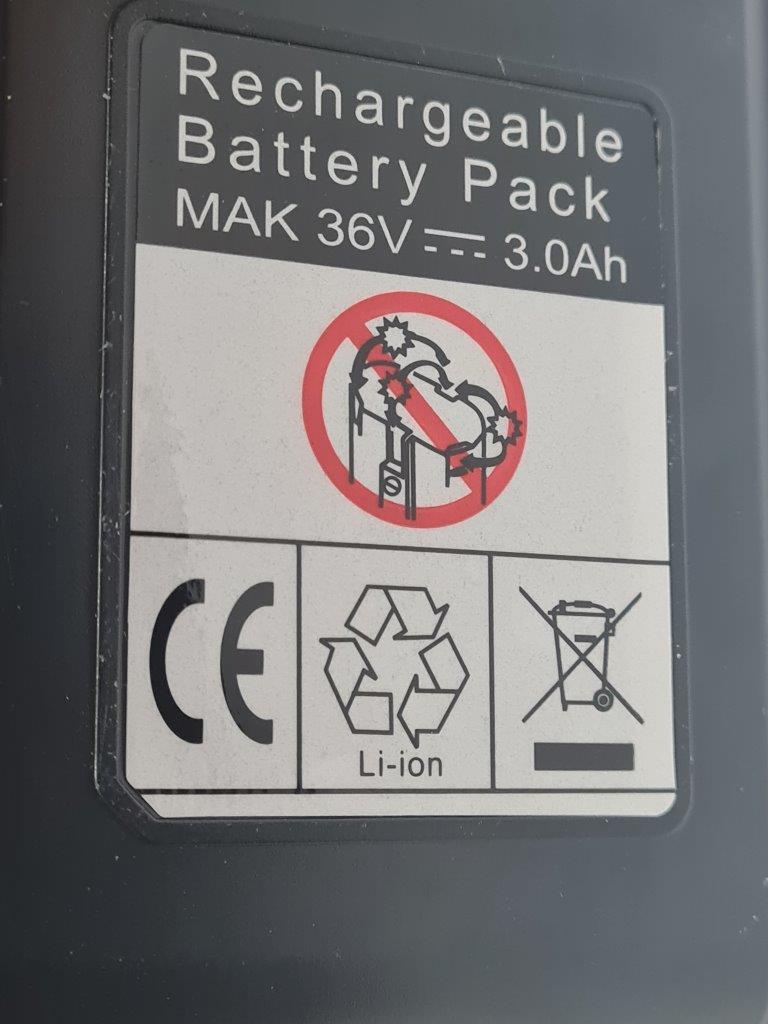 Rechargeable
Battery Pack
MAK 36V⎓3.0Ah
CE
Li-ion